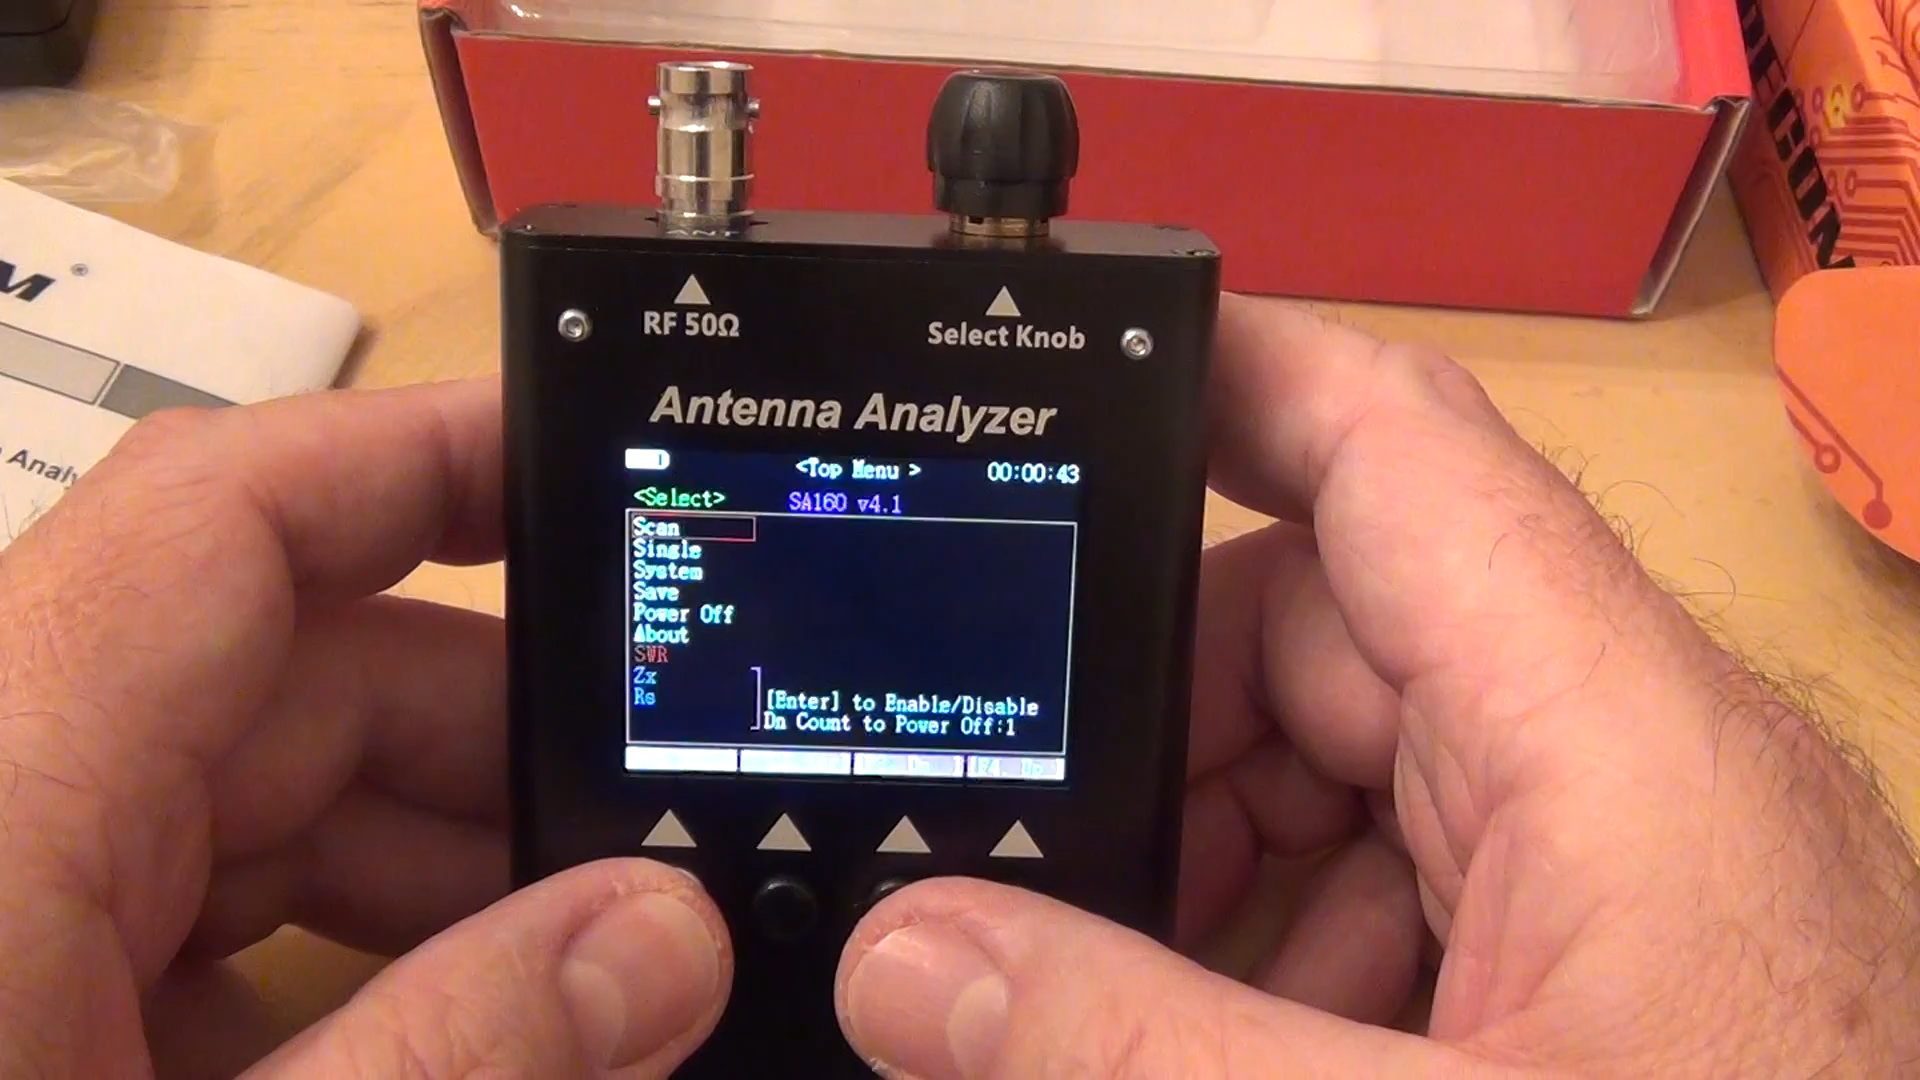 ANT
RF 50Ω
Select Knob
Antenna Analyzer
<Top Menu >
00:00:43
<Select>
SA160 v4.1
Scan
Single
System
Save
Power Off
About
SWR
Zx
Rs
[Enter] to Enable/Disable
Dn Count to Power Off:1